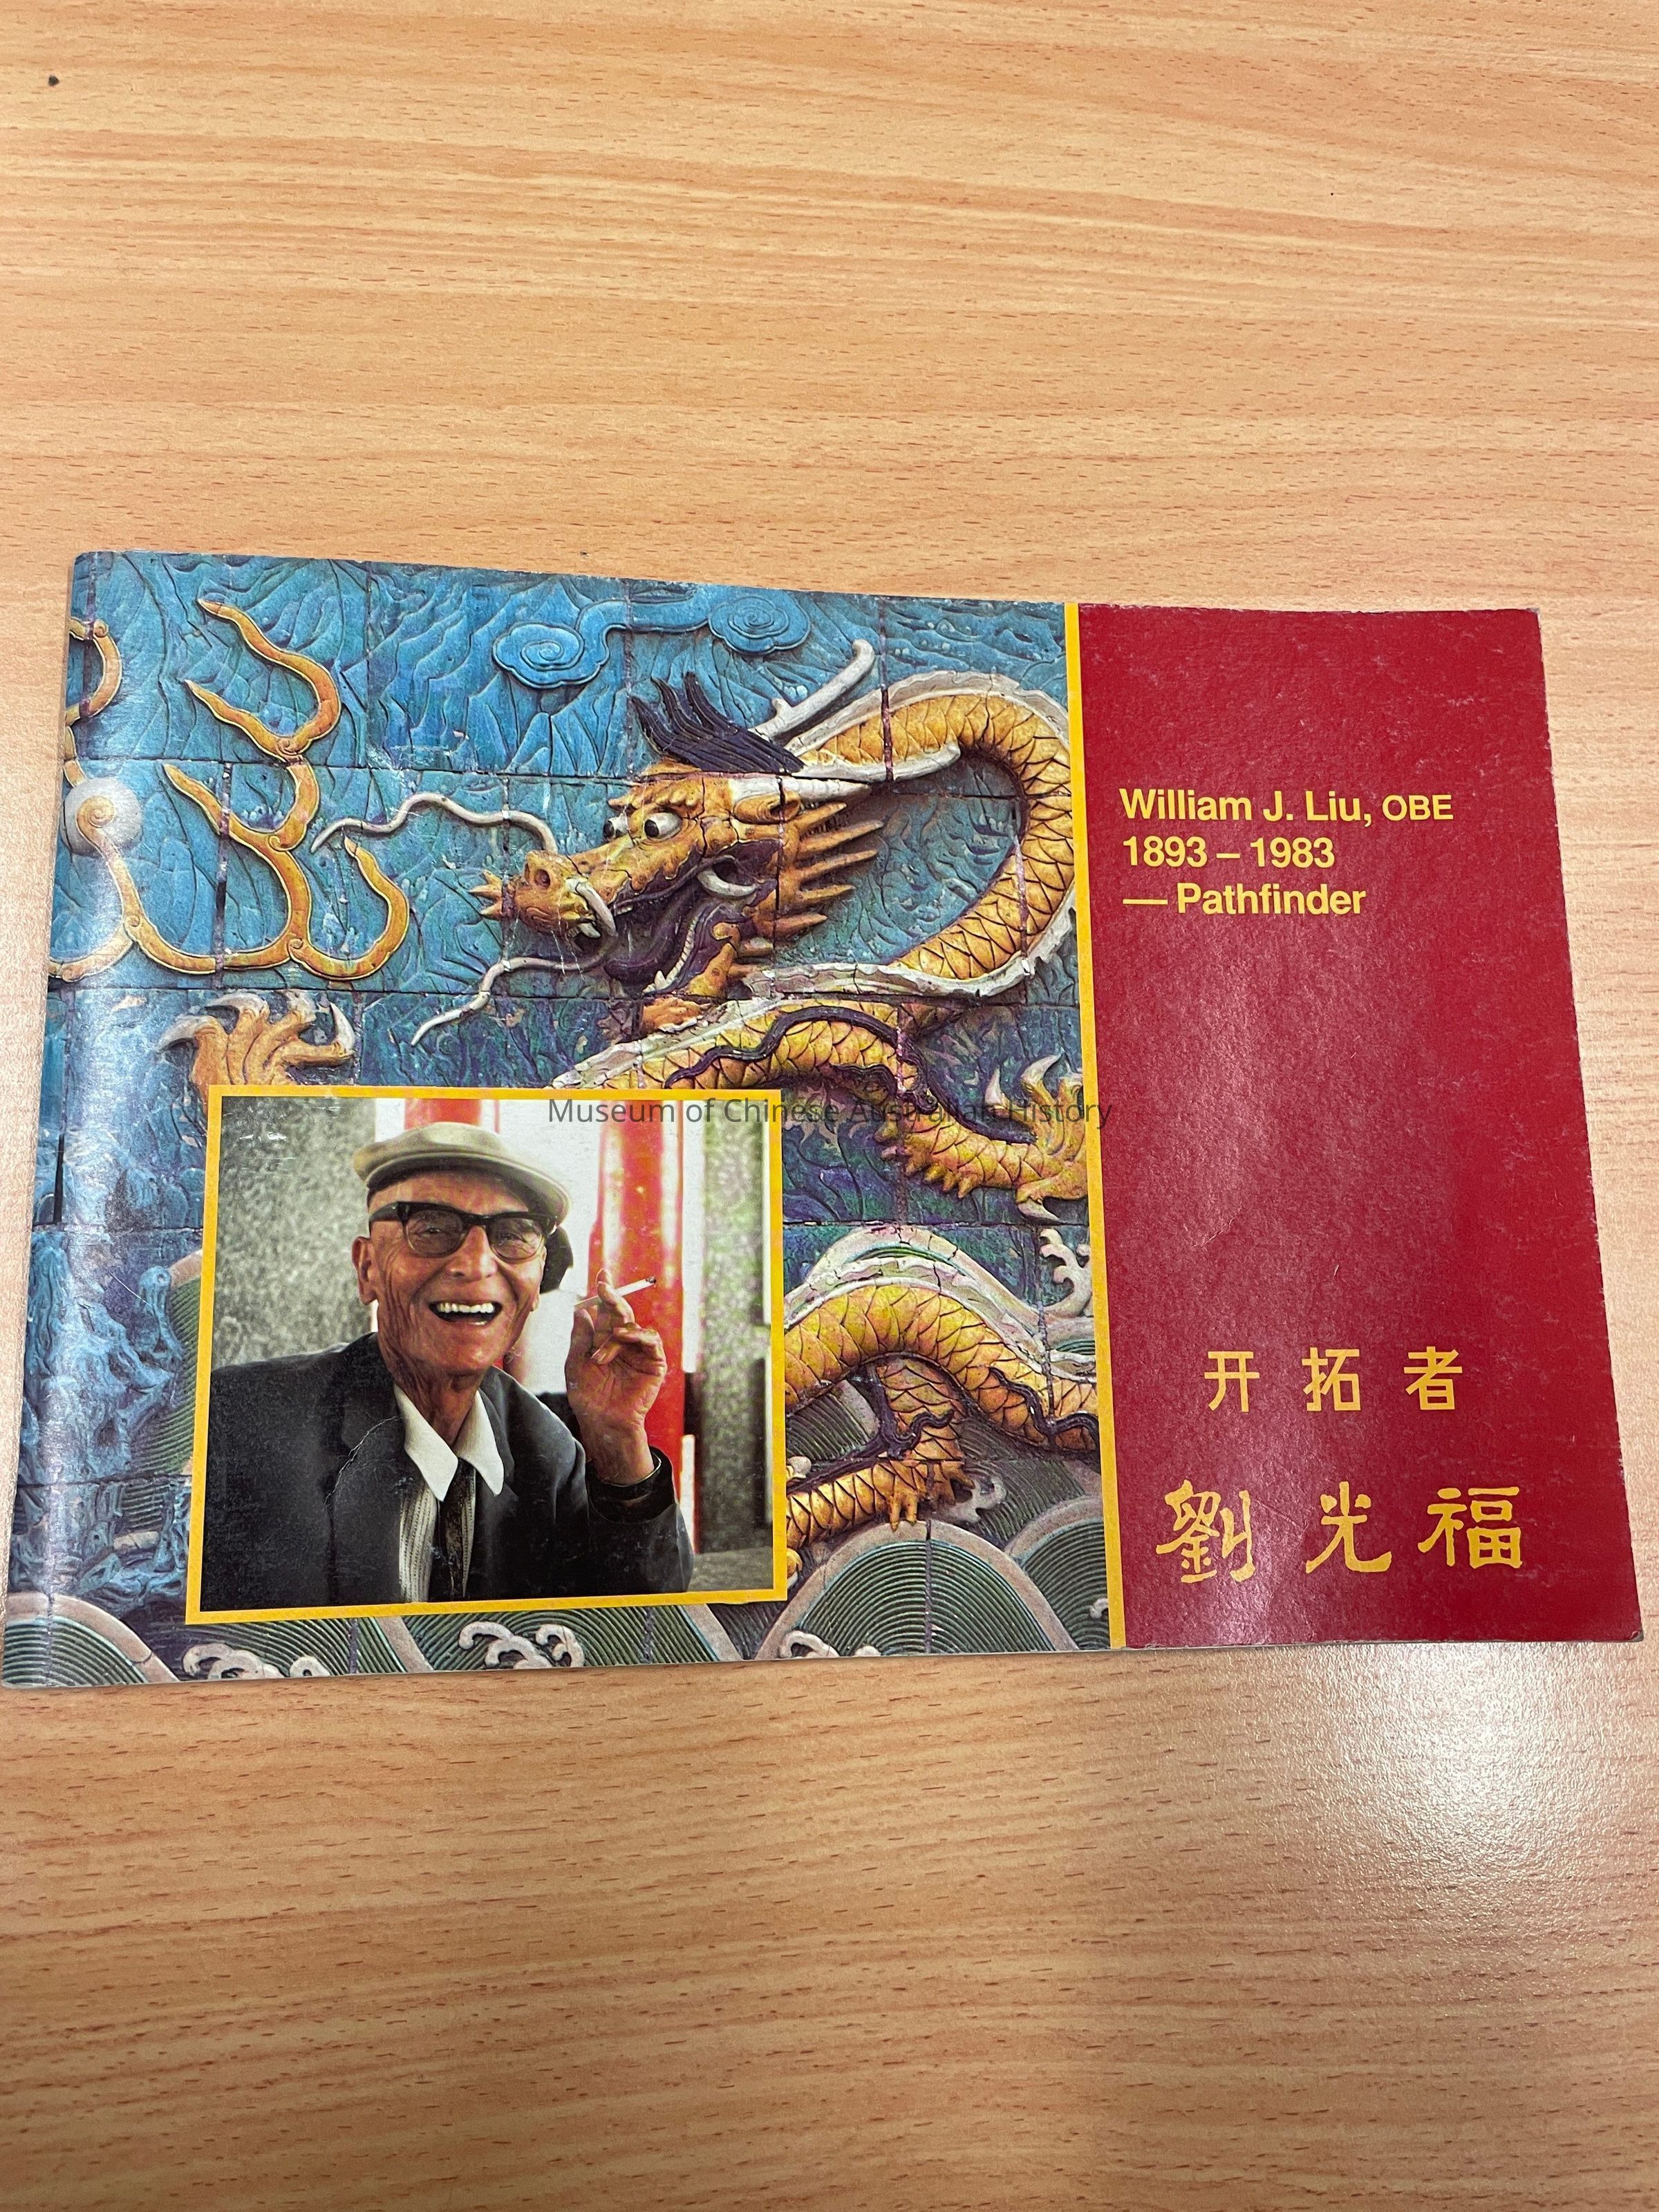 William J. Liu, OBE
1893 – 1983
— Pathfinder
Museum of Chinese Australian History
开拓者
劉光福